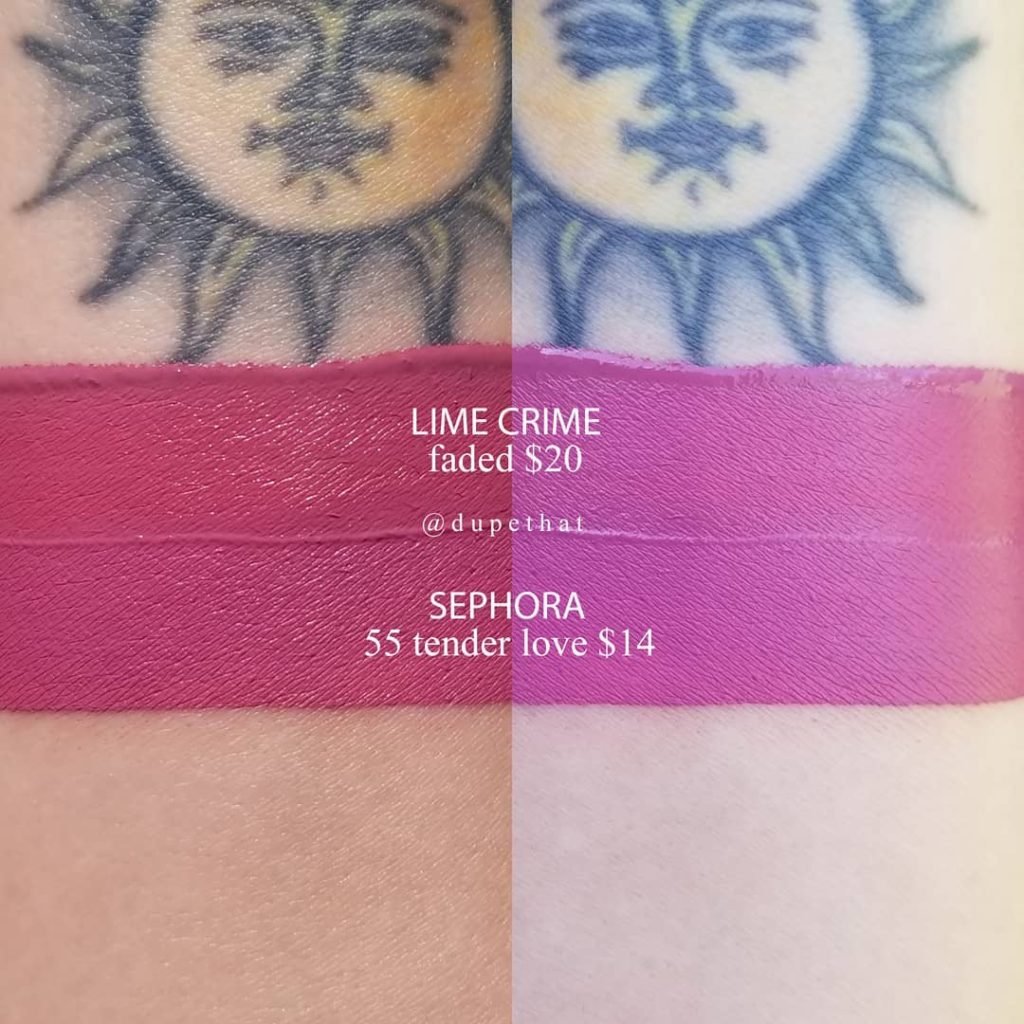 LIME CRIME
faded $20
@dupethat
SEPHORA
55 tender love $14